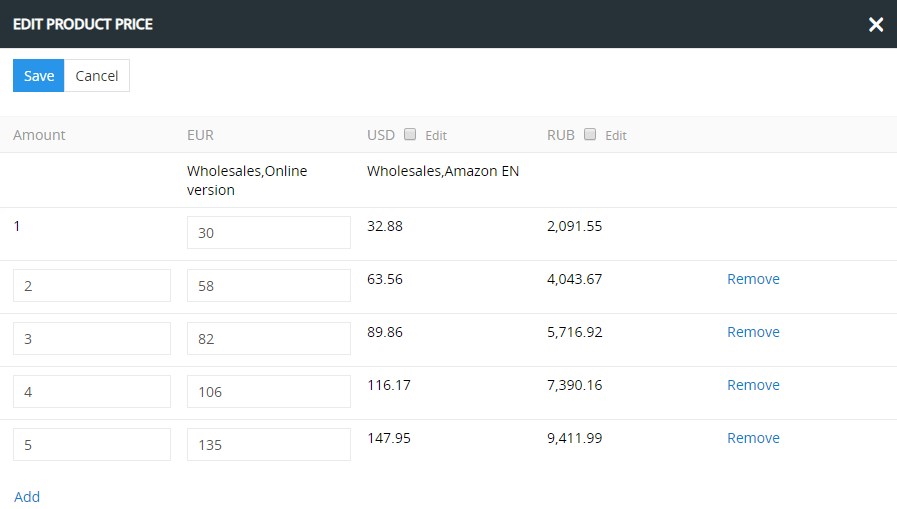 EDIT PRODUCT PRICE
Save Cancel
Amount EUR USD Edit RUB Edit
Wholesales,Online version Wholesales,Amazon EN
1 30 32.88 2,091.55
2 58 63.56 4,043.67 Remove
3 82 89.86 5,716.92 Remove
4 106 116.17 7,390.16 Remove
5 135 147.95 9,411.99 Remove
Add